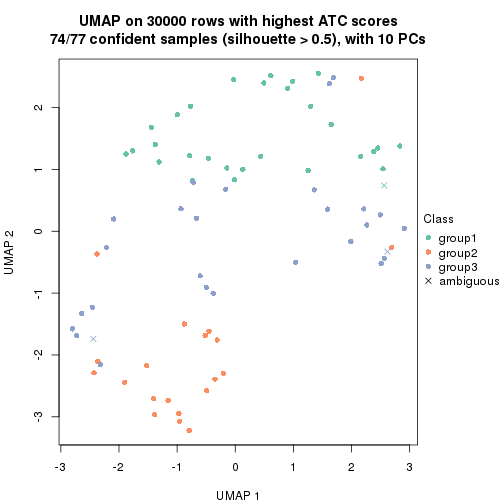 UMAP on 30000 rows with highest ATC scores
74/77 confident samples (silhouette > 0.5), with 10 PCs
UMAP 2
2
1
0
-1
-2
-3
-3
-2
-1
0
1
2
3
UMAP 1
Class
group1
group2
group3
ambiguous